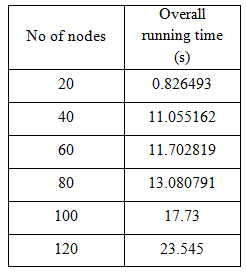 No of nodes
Overall
running time
(s)
20 0.826493
40 11.055162
60 11.702819
80 13.080791
100 17.73
120 23.545